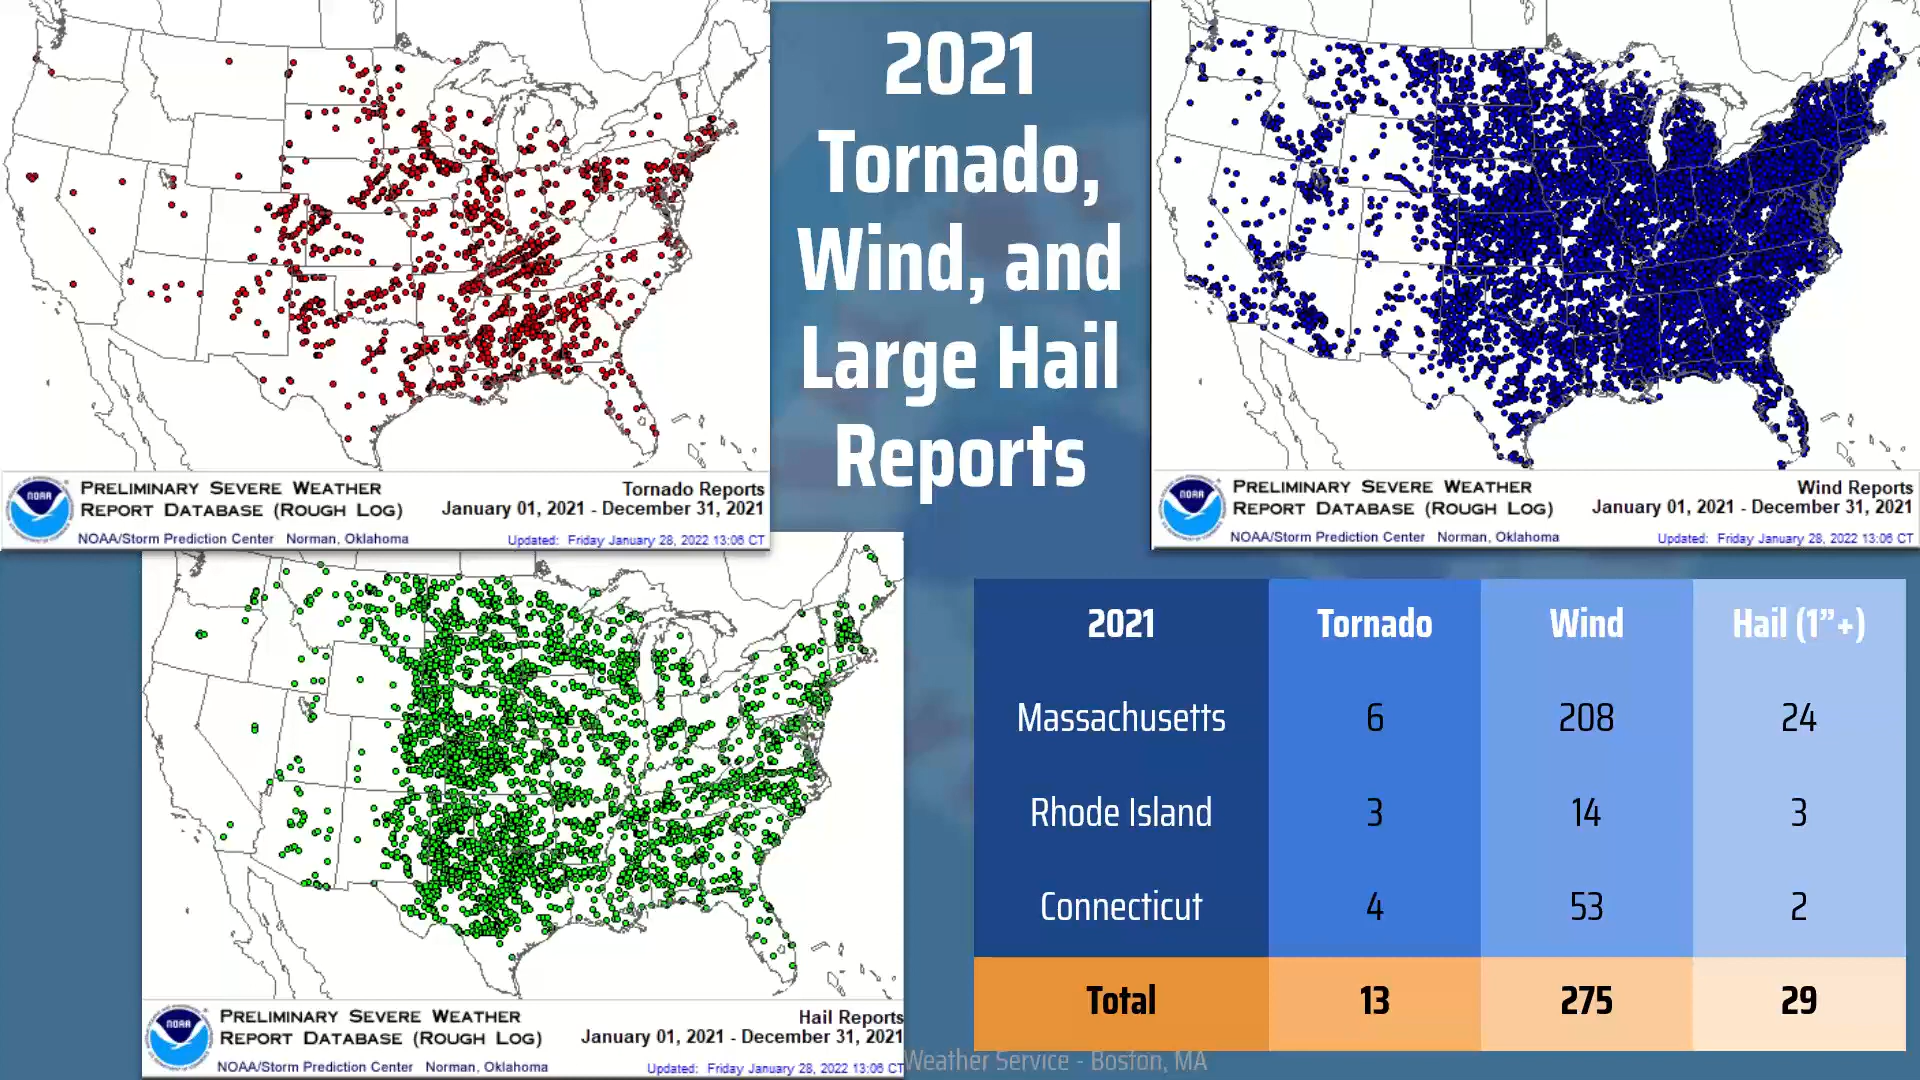 2021
Tornado,
Wind, and
Large Hail
Reports
NOAA
PRELIMINARY SEVERE WEATHER
REPORT DATABASE (ROUGH LOG)
NOAA/Storm Prediction Center Norman, Oklahoma
Tornado Reports
January 01, 2021 - December 31, 2021
Updated: Friday January 28, 2022 13:06 CT
NOAA
PRELIMINARY SEVERE WEATHER
REPORT DATABASE (ROUGH LOG)
NOAA/Storm Prediction Center Norman, Oklahoma
Wind Reports
January 01, 2021 - December 31, 2021
Updated: Friday January 28, 2022 13:06 CT
NOAA
PRELIMINARY SEVERE WEATHER
REPORT DATABASE (ROUGH LOG)
NOAA/Storm Prediction Center Norman, Oklahoma
Hail Reports
January 01, 2021 - December 31, 2021
Updated: Friday January 28, 2022 13:06 CT
2021 Tornado Wind Hail (1”+)
Massachusetts 6 208 24
Rhode Island 3 14 3
Connecticut 4 53 2
Total 13 275 29
Weather Service - Boston, MA